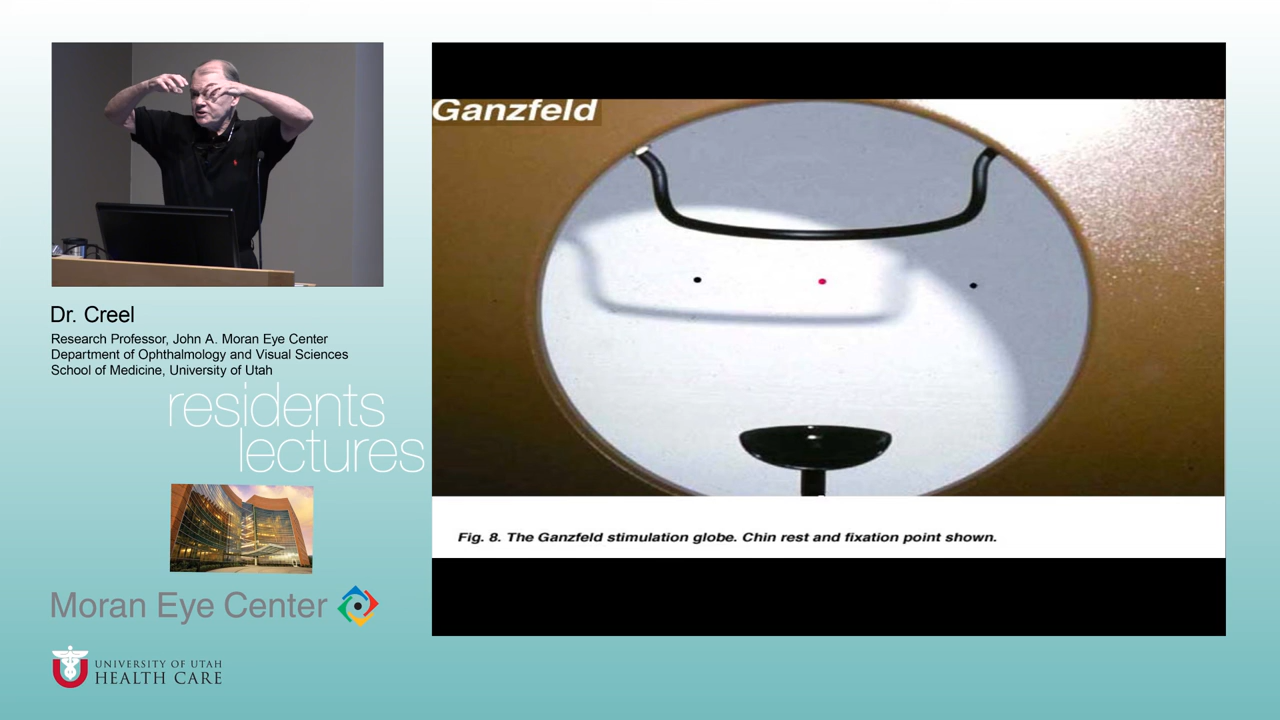 Ganzfeld
Fig. 8. The Ganzfeld stimulation globe. Chin rest and fixation point shown.
Dr. Creel
Research Professor, John A. Moran Eye Center
Department of Ophthalmology and Visual Sciences
School of Medicine, University of Utah
residents
lectures
Moran Eye Center
UNIVERSITY OF UTAH
HEALTH CARE